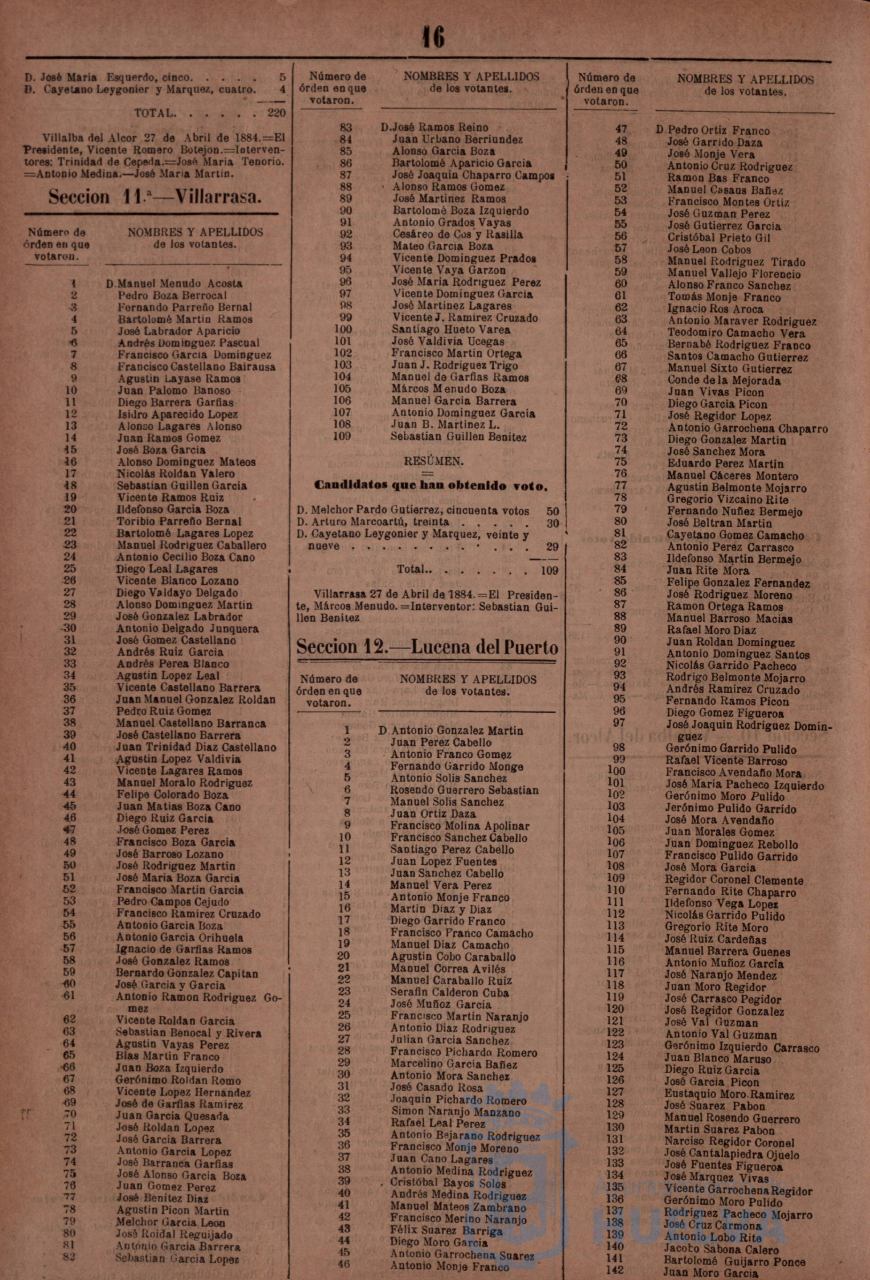 16
D. José Maria Esquerdo, cinco. . . . . 5
D. Cayetano Leygonier y Marquez, cuatro. 4
TOTAL. . . . . . 220
Villalba del Alcor 27 de Abril de 1884.=El
Presidente, Vicente Romero Botejon.=Interven-
tores: Trinidad de Cepeda.=José Maria Tenorio.
=Antonio Medina.—José Maria Martin.
Seccion 11.ª—Villarrasa.
Número de
órden en que
votaron.
NOMBRES Y APELLIDOS
de los votantes.
1 D. Manuel Menudo Acosta
2 Pedro Boza Berrocal
3 Fernando Parreño Bernal
4 Bartolomé Martin Ramos
5 José Labrador Aparicio
6 Andrés Dominguez Pascual
7 Francisco Garcia Dominguez
8 Francisco Castellano Bairausa
9 Agustin Layase Ramos
10 Juan Palomo Banoso
11 Diego Barrera Garfias
12 Isidro Aparecido Lopez
13 Alonso Lagares Alonso
14 Juan Ramos Gomez
15 José Boza Garcia
16 Alonso Dominguez Mateos
17 Nicolás Roldan Valero
18 Sebastian Guillen Garcia
19 Vicente Ramos Ruiz
20 Ildefonso Garcia Boza
21 Toribio Parreño Bernal
22 Bartolomé Lagares Lopez
23 Manuel Rodriguez Caballero
24 Antonio Cecilio Boza Cano
25 Diego Leal Lagares
26 Vicente Blanco Lozano
27 Diego Valdayo Delgado
28 Alonso Dominguez Martin
29 José Gonzalez Labrador
30 Antonio Delgado Junquera
31 José Gomez Castellano
32 Andrés Ruiz Garcia
33 Andrés Perea Blanco
34 Agustin Lopez Leal
35 Vicente Castellano Barrera
36 Juan Manuel Gonzalez Roldan
37 Pedro Ruiz Gomez
38 Manuel Castellano Barranca
39 José Castellano Barrera
40 Juan Trinidad Diaz Castellano
41 Agustin Lopez Valdivia
42 Vicente Lagares Ramos
43 Manuel Moralo Rodriguez
44 Felipe Colorado Boza
45 Juan Matias Boza Cano
46 Diego Ruiz Garcia
47 José Gomez Perez
48 Francisco Boza Garcia
49 José Barroso Lozano
50 José Rodriguez Martin
51 José Maria Boza Garcia
52 Francisco Martin Garcia
53 Pedro Campos Cejudo
54 Francisco Ramirez Cruzado
55 Antonio Garcia Boza
56 Antonio Garcia Orihuela
57 Ignacio de Garfias Ramos
58 José Gonzalez Ramos
59 Bernardo Gonzalez Capitan
60 José Garcia y Garcia
61 Antonio Ramon Rodriguez Go-
mez
62 Vicente Roldan Garcia
63 Sebastian Benocal y Rivera
64 Agustin Vayas Perez
65 Blas Martin Franco
66 Juan Boza Izquierdo
67 Gerónimo Roldan Romo
68 Vicente Lopez Hernandez
69 José de Garfias Ramirez
70 Juan Garcia Quesada
71 José Roldan Lopez
72 José Garcia Barrera
73 Antonio Garcia Lopez
74 José Barranca Garfias
75 José Alonso Garcia Boza
76 Juan Gomez Perez
77 José Benitez Diaz
78 Agustin Picon Martin
79 Melchor Garcia Leon
80 José Roidal Reguijado
81 Antonio Garcia Barrera
82 Sebastian Garcia Lopez
Número de
órden en que
votaron.
NOMBRES Y APELLIDOS
de los votantes.
83 D. José Ramos Reino
84 Juan Urbano Berriundez
85 Alonso Garcia Boza
86 Bartolomé Aparicio Garcia
87 José Joaquin Chaparro Campos
88 Alonso Ramos Gomez
89 José Martinez Ramos
90 Bartolomé Boza Izquierdo
91 Antonio Grados Vayas
92 Cesáreo de Cos y Rasilla
93 Mateo Garcia Boza
94 Vicente Dominguez Prados
95 Vicente Vaya Garzon
96 José Maria Rodriguez Perez
97 Vicente Dominguez Garcia
98 José Martinez Lagares
99 Vicente J. Ramirez Cruzado
100 Santiago Hueto Varea
101 José Valdivia Ucegas
102 Francisco Martin Ortega
103 Juan J. Rodriguez Trigo
104 Manuel de Garfias Ramos
105 Márcos Menudo Boza
106 Manuel Garcia Barrera
107 Antonio Dominguez Garcia
108 Juan B. Martinez L.
109 Sebastian Guillen Benitez
RESÚMEN.
Candidatos que han obtenido voto.
D. Melchor Pardo Gutierrez, cincuenta votos 50
D. Arturo Marcoartú, treinta . . . . . 30
D. Cayetano Leygonier y Marquez, veinte y
nueve . . . . . . . . . . . 29
Total.. . . . . . . 109
Villarrasa 27 de Abril de 1884.=El Presiden-
te, Márcos Menudo.=Interventor: Sebastian Gui-
llen Benitez
Seccion 12.—Lucena del Puerto
Número de
órden en que
votaron.
NOMBRES Y APELLIDOS
de los votantes.
1 D. Antonio Gonzalez Martin
2 Juan Perez Cabello
3 Antonio Franco Gomez
4 Fernando Garrido Monge
5 Antonio Solis Sanchez
6 Rosendo Guerrero Sebastian
7 Manuel Solis Sanchez
8 Juan Ortiz Daza
9 Francisco Molina Apolinar
10 Francisco Sanchez Cabello
11 Santiago Perez Cabello
12 Juan Lopez Fuentes
13 Juan Sanchez Cabello
14 Manuel Vera Perez
15 Antonio Monje Franco
16 Martin Diaz y Diaz
17 Diego Garrido Franco
18 Francisco Franco Camacho
19 Manuel Diaz Camacho
20 Agustin Cobo Caraballo
21 Manuel Correa Avilés
22 Manuel Caraballo Ruiz
23 Serafin Calderon Cuba
24 José Muñoz Garcia
25 Francisco Martin Naranjo
26 Antonio Diaz Rodriguez
27 Julian Garcia Sanchez
28 Francisco Pichardo Romero
29 Marcelino Garcia Bañez
30 Antonio Mora Sanchez
31 José Casado Rosa
32 Joaquin Pichardo Romero
33 Simon Naranjo Manzano
34 Rafael Leal Perez
35 Antonio Bejarano Rodriguez
36 Francisco Monje Moreno
37 Juan Cano Lagares
38 Antonio Medina Rodriguez
39 Cristóbal Bayos Solos
40 Andrés Medina Rodriguez
41 Manuel Mateos Zambrano
42 Francisco Merino Naranjo
43 Félix Suarez Barriga
44 Diego Moro Garcia
45 Antonio Garrochena Suarez
46 Antonio Monje Franco
Número de
órden en que
votaron.
NOMBRES Y APELLIDOS
de los votantes.
47 D. Pedro Ortiz Franco
48 José Garrido Daza
49 José Monje Vera
50 Antonio Cruz Rodriguez
51 Ramon Bas Franco
52 Manuel Casaus Bañez
53 Francisco Montes Ortiz
54 José Guzman Perez
55 José Gutierrez Garcia
56 Cristóbal Prieto Gil
57 José Leon Cobos
58 Manuel Rodriguez Tirado
59 Manuel Vallejo Florencio
60 Alonso Franco Sanchez
61 Tomás Monje Franco
62 Ignacio Ros Aroca
63 Antonio Maraver Rodriguez
64 Teodomiro Camacho Vera
65 Bernabé Rodriguez Franco
66 Santos Camacho Gutierrez
67 Manuel Sixto Gutierrez
68 Conde de la Mejorada
69 Juan Vivas Picon
70 Diego Garcia Picon
71 José Regidor Lopez
72 Antonio Garrochena Chaparro
73 Diego Gonzalez Martin
74 José Sanchez Mora
75 Eduardo Perez Martin
76 Manuel Cáceres Montero
77 Agustin Belmonte Mojarro
78 Gregorio Vizcaino Rite
79 Fernando Nuñez Bermejo
80 José Beltran Martin
81 Cayetano Gomez Camacho
82 Antonio Peréz Carrasco
83 Ildefonso Martin Bermejo
84 Juan Rite Mora
85 Felipe Gonzalez Fernandez
86 José Rodriguez Moreno
87 Ramon Ortega Ramos
88 Manuel Barroso Macias
89 Rafael Moro Diaz
90 Juan Roldan Dominguez
91 Antonio Dominguez Santos
92 Nicolás Garrido Pacheco
93 Rodrigo Belmonte Mojarro
94 Andrés Ramirez Cruzado
95 Fernando Ramos Picon
96 Diego Gomez Figueroa
97 José Joaquin Rodriguez Domin-
guez
98 Gerónimo Garrido Pulido
99 Rafael Vicente Barroso
100 Francisco Avendaño Mora
101 José Maria Pacheco Izquierdo
102 Gerónimo Moro Pulido
103 Jerónimo Pulido Garrido
104 José Mora Avendaño
105 Juan Morales Gomez
106 Juan Dominguez Rebollo
107 Francisco Pulido Garrido
108 José Mora Garcia
109 Regidor Coronel Clemente
110 Fernando Rite Chaparro
111 Ildefonso Vega Lopez
112 Nicolás Garrido Pulido
113 Gregorio Rite Moro
114 José Ruiz Cardeñas
115 Manuel Barrera Guenes
116 Antonio Muñoz Garcia
117 José Naranjo Mendez
118 Juan Moro Regidor
119 José Carrasco Pegidor
120 José Regidor Gonzalez
121 José Val Guzman
122 Antonio Val Guzman
123 Gerónimo Izquierdo Carrasco
124 Juan Blanco Maruso
125 Diego Ruiz Garcia
126 José Garcia Picon
127 Eustaquio Moro Ramirez
128 José Suarez Pabon
129 Manuel Rosendo Guerrero
130 Martin Suarez Pabon
131 Narciso Regidor Coronel
132 José Cantalapiedra Ojuelo
133 José Fuentes Figueroa
134 José Marquez Vivas
135 Vicente Garrochena Regidor
136 Gerónimo Moro Pulido
137 Rodriguez Pacheco Mojarro
138 José Cruz Carmona
139 Antonio Lobo Rite
140 Jacobo Sabona Calero
141 Bartolomé Guijarro Ponce
142 Juan Moro Garcia